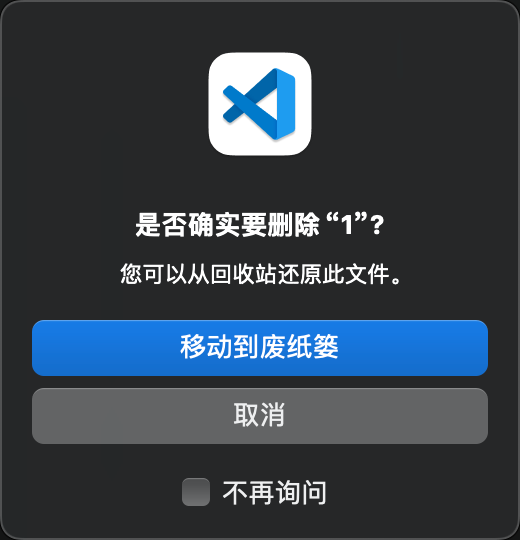 是否确实要删除“1”?
您可以从回收站还原此文件。
移动到废纸篓
取消
不再询问